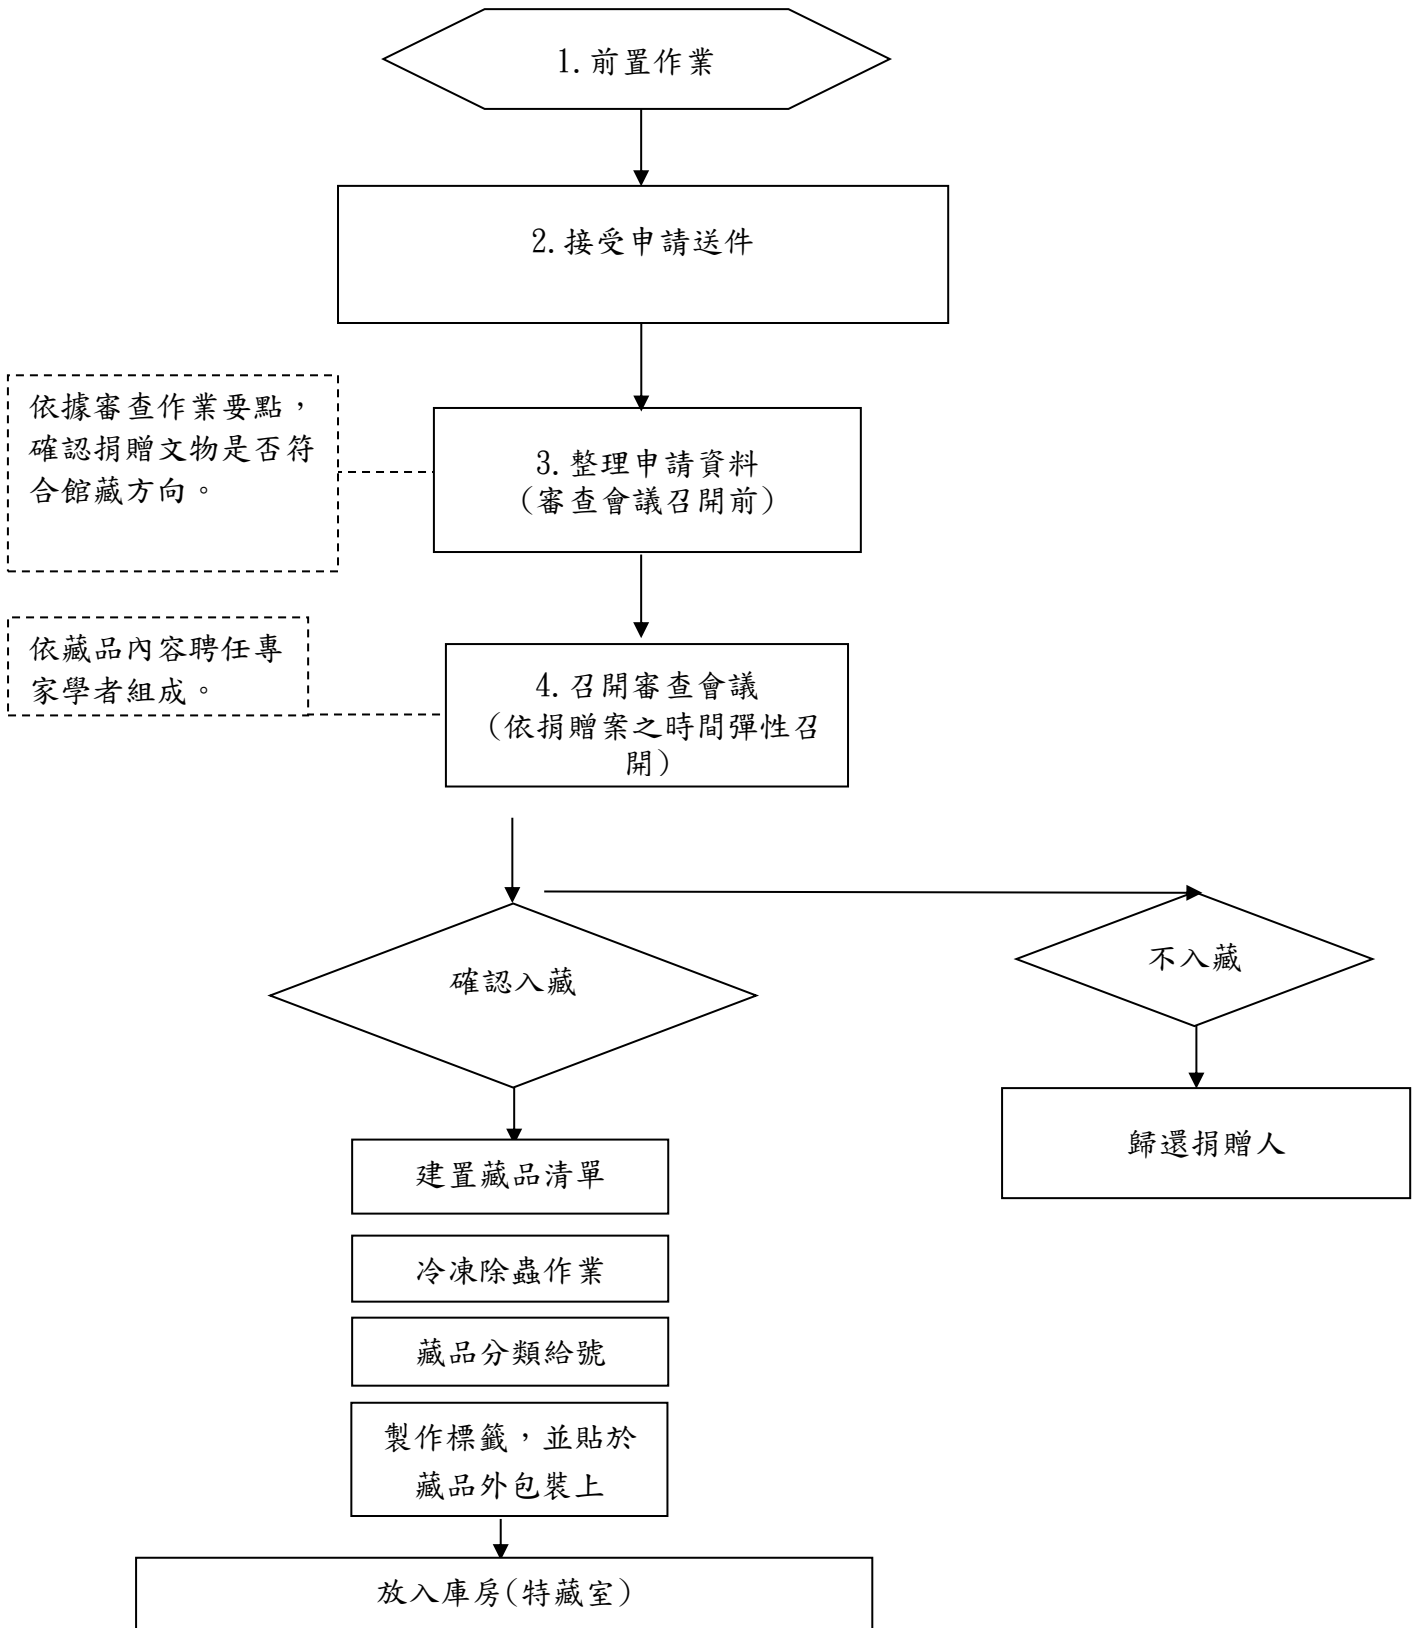 1.前置作業
2.接受申請送件
依據審查作業要點，
確認捐贈文物是否符
合館藏方向。
3.整理申請資料
(審查會議召開前)
依藏品內容聘任專
家學者組成。
4.召開審查會議
(依捐贈案之時間彈性召
開)
確認入藏
不入藏
歸還捐贈人
建置藏品清單
冷凍除蟲作業
藏品分類給號
製作標籤，並貼於
藏品外包裝上
放入庫房(特藏室)